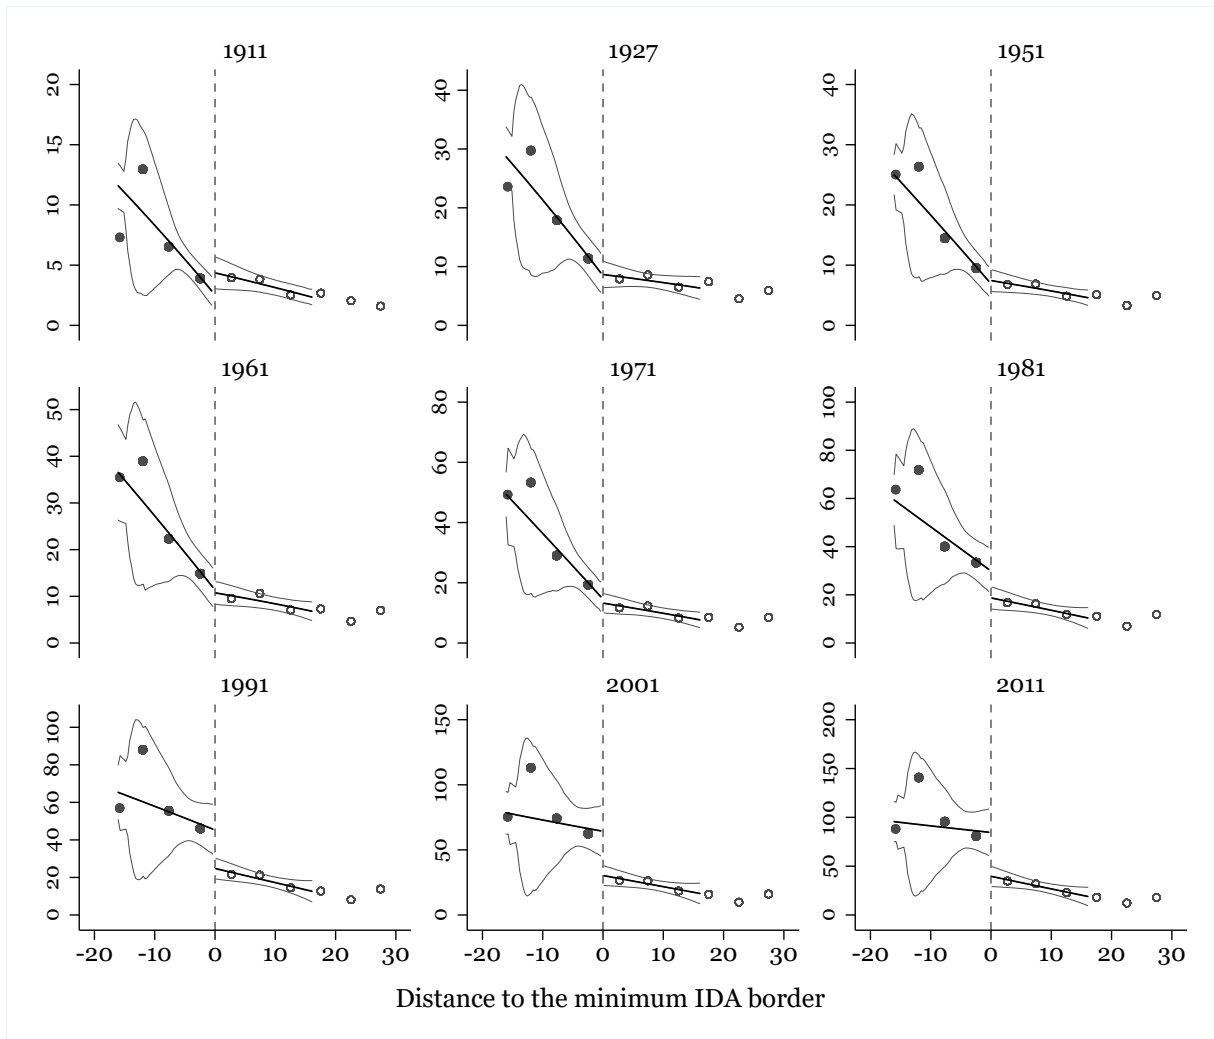 1911 1927 1951
20 15 10 5 0
40 30 20 10 0
40 30 20 10 0
1961 1971 1981
50 40 30 20 10 0
80 60 40 20 0
100 80 60 40 20 0
1991 2001 2011
100 80 60 40 20 0
150 100 50 0
200 150 100 50 0
-20 -10 0 10 20 30 -20 -10 0 10 20 30 -20 -10 0 10 20 30
Distance to the minimum IDA border